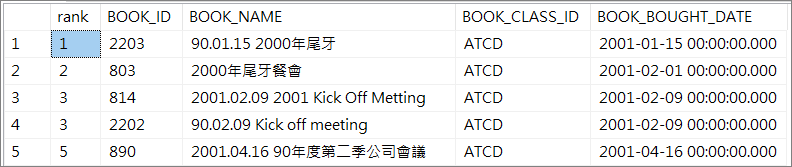 rank BOOK_ID BOOK_NAME BOOK_CLASS_ID BOOK_BOUGHT_DATE
1 1 2203 90.01.15 2000年尾牙 ATCD 2001-01-15 00:00:00.000
2 2 803 2000年尾牙餐會 ATCD 2001-02-01 00:00:00.000
3 3 814 2001.02.09 2001 Kick Off Metting ATCD 2001-02-09 00:00:00.000
4 3 2202 90.02.09 Kick off meeting ATCD 2001-02-09 00:00:00.000
5 5 890 2001.04.16 90年度第二季公司會議 ATCD 2001-04-16 00:00:00.000